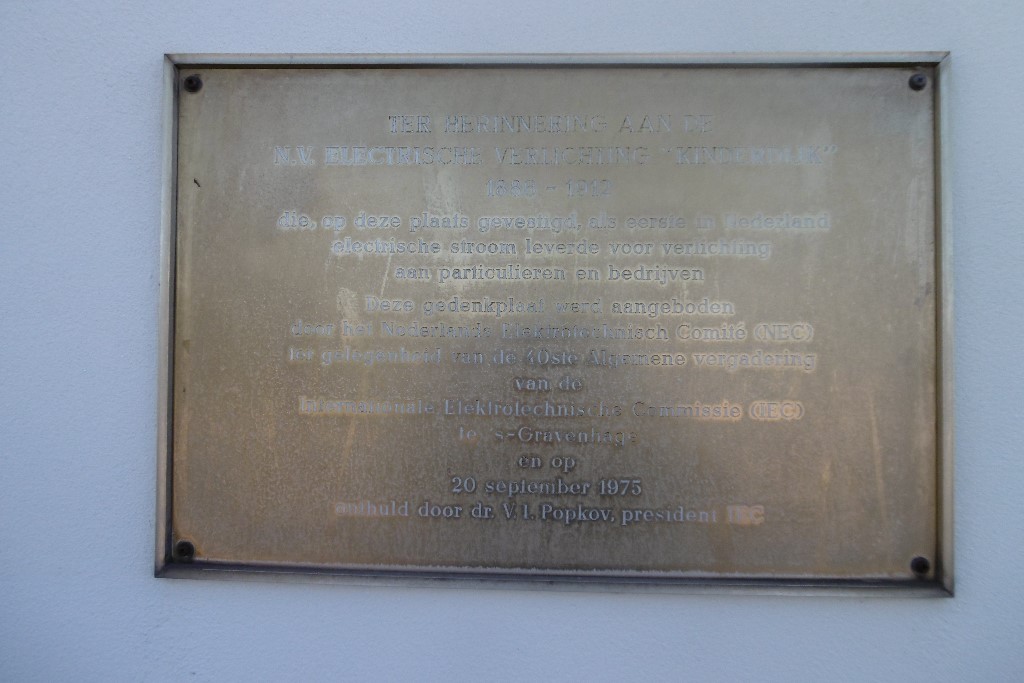 TER HERINNERING AAN DE
N.V. ELECTRISCHE VERLICHTING "KINDERDIJK"
1888 - 1912
die, op deze plaats gevestigd, als eerste in Nederland
electrische stroom leverde voor verlichting
aan particulieren en bedrijven
Deze gedenkplaat werd aangeboden
door het Nederlands Elektrotechnisch Comité (NEC)
ter gelegenheid van de 40ste Algemene vergadering
van de
Internationale Elektrotechnische Commissie (IEC)
te 's-Gravenhage
en op
20 september 1975
onthuld door dr. V.I. Popkov, president IEC